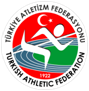 TÜRKİYE ATLETİZM FEDERASYONU
1922
TURKISH ATHLETIC FEDERATION